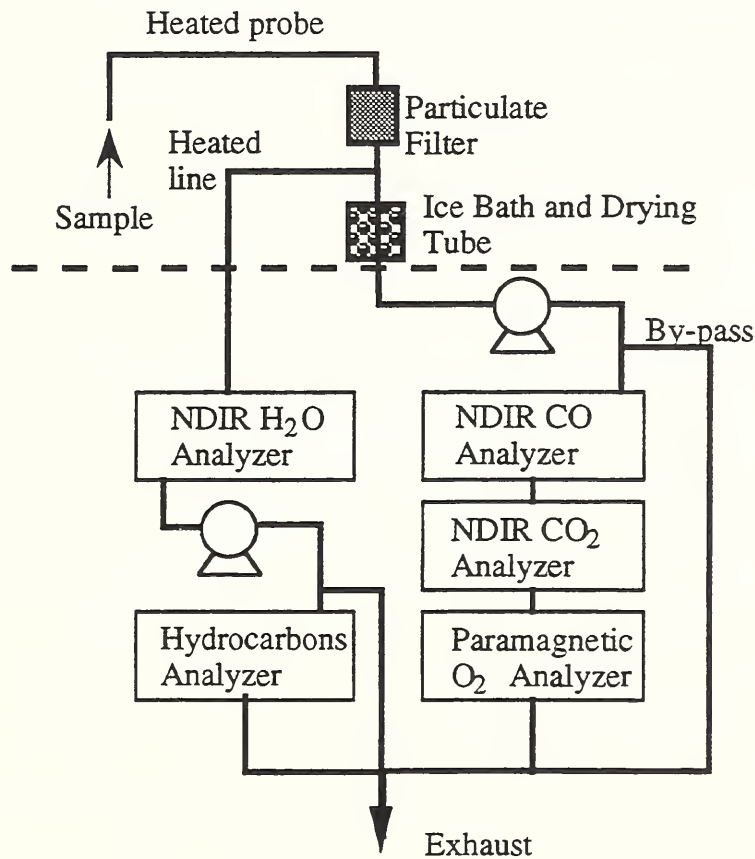 Heated probe
Particulate
Filter
Heated
line
Sample
Ice Bath and Drying
Tube
By-pass
NDIR H₂O
Analyzer
NDIR CO
Analyzer
NDIR CO₂
Analyzer
Hydrocarbons
Analyzer
Paramagnetic
O₂ Analyzer
Exhaust